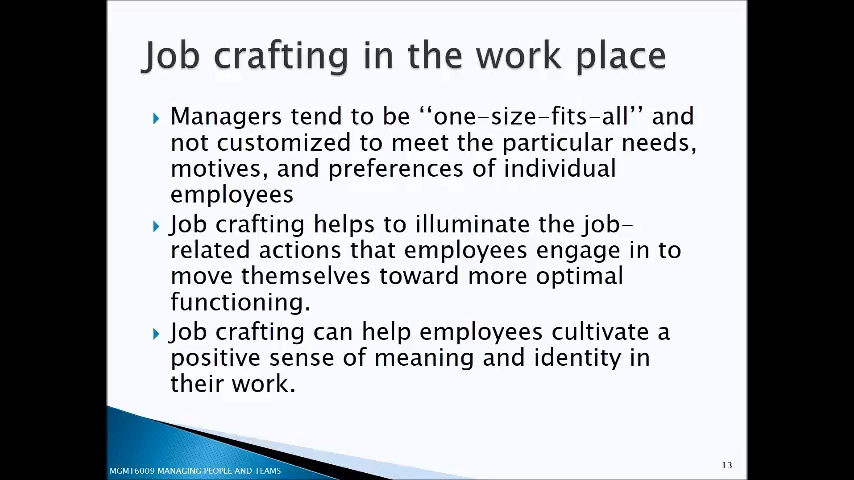 Job crafting in the work place
Managers tend to be ‘‘one-size-fits-all’’ and
not customized to meet the particular needs,
motives, and preferences of individual
employees
Job crafting helps to illuminate the job-
related actions that employees engage in to
move themselves toward more optimal
functioning.
Job crafting can help employees cultivate a
positive sense of meaning and identity in
their work.
MGMT6009 MANAGING PEOPLE AND TEAMS
13